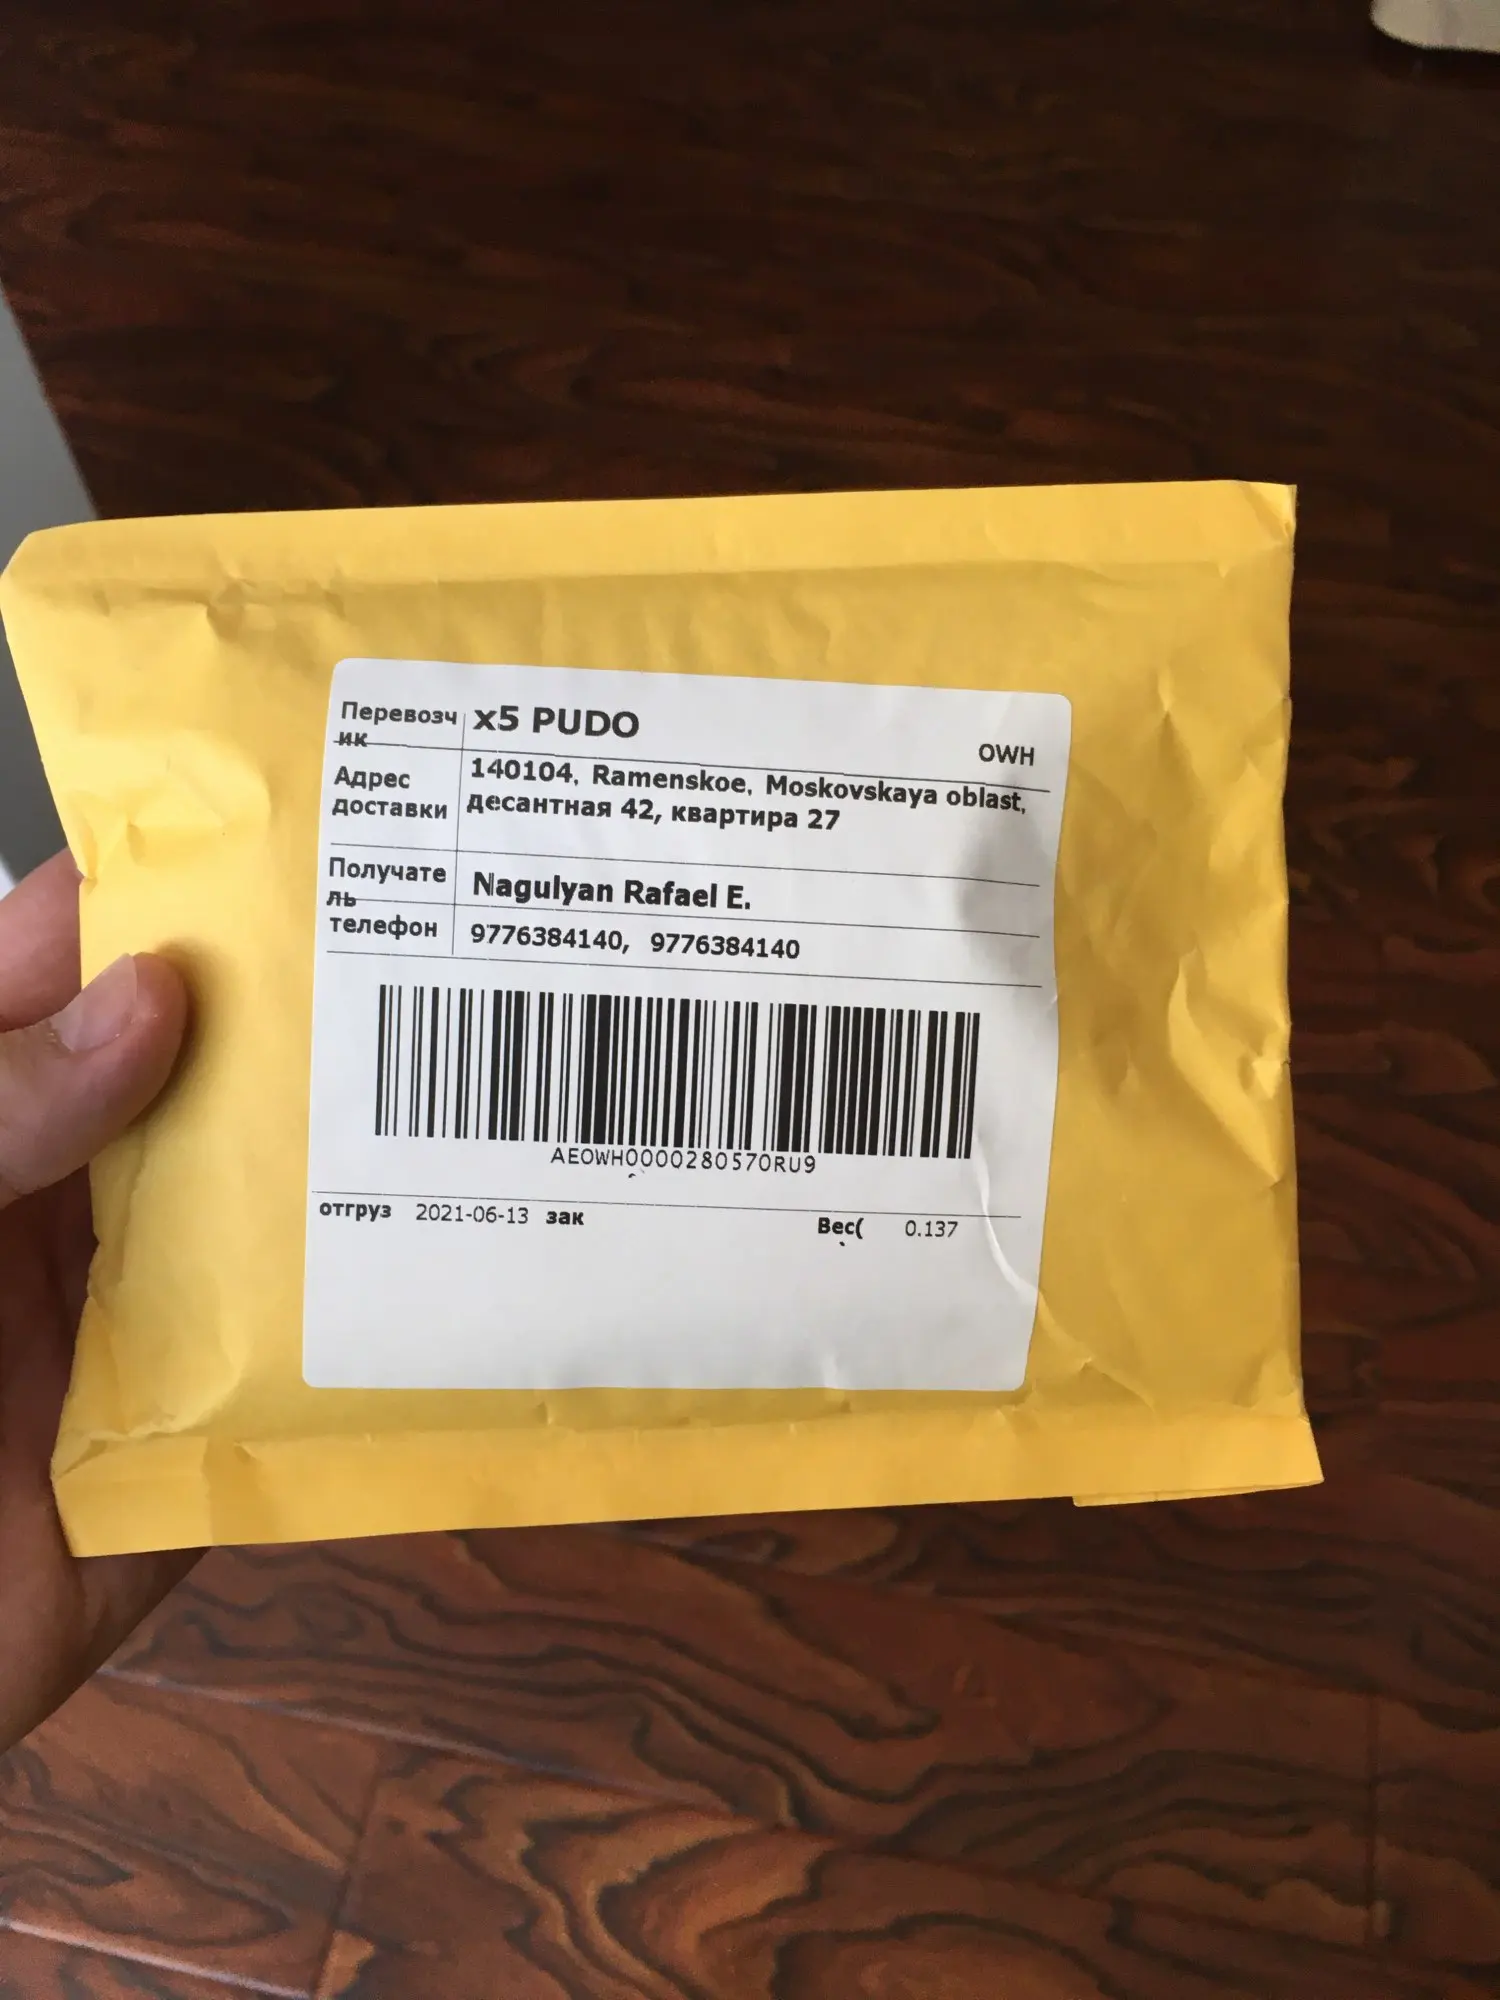 Перевозч x5 PUDO
ик OWH
Адрес 140104, Ramenskoe, Moskovskaya oblast,
доставки десантная 42, квартира 27
Получате Nagulyan Rafael E.
ль
телефон 9776384140, 9776384140
AEOWH0000280570RU9
отгруз 2021-06-13 зак Вес( 0.137